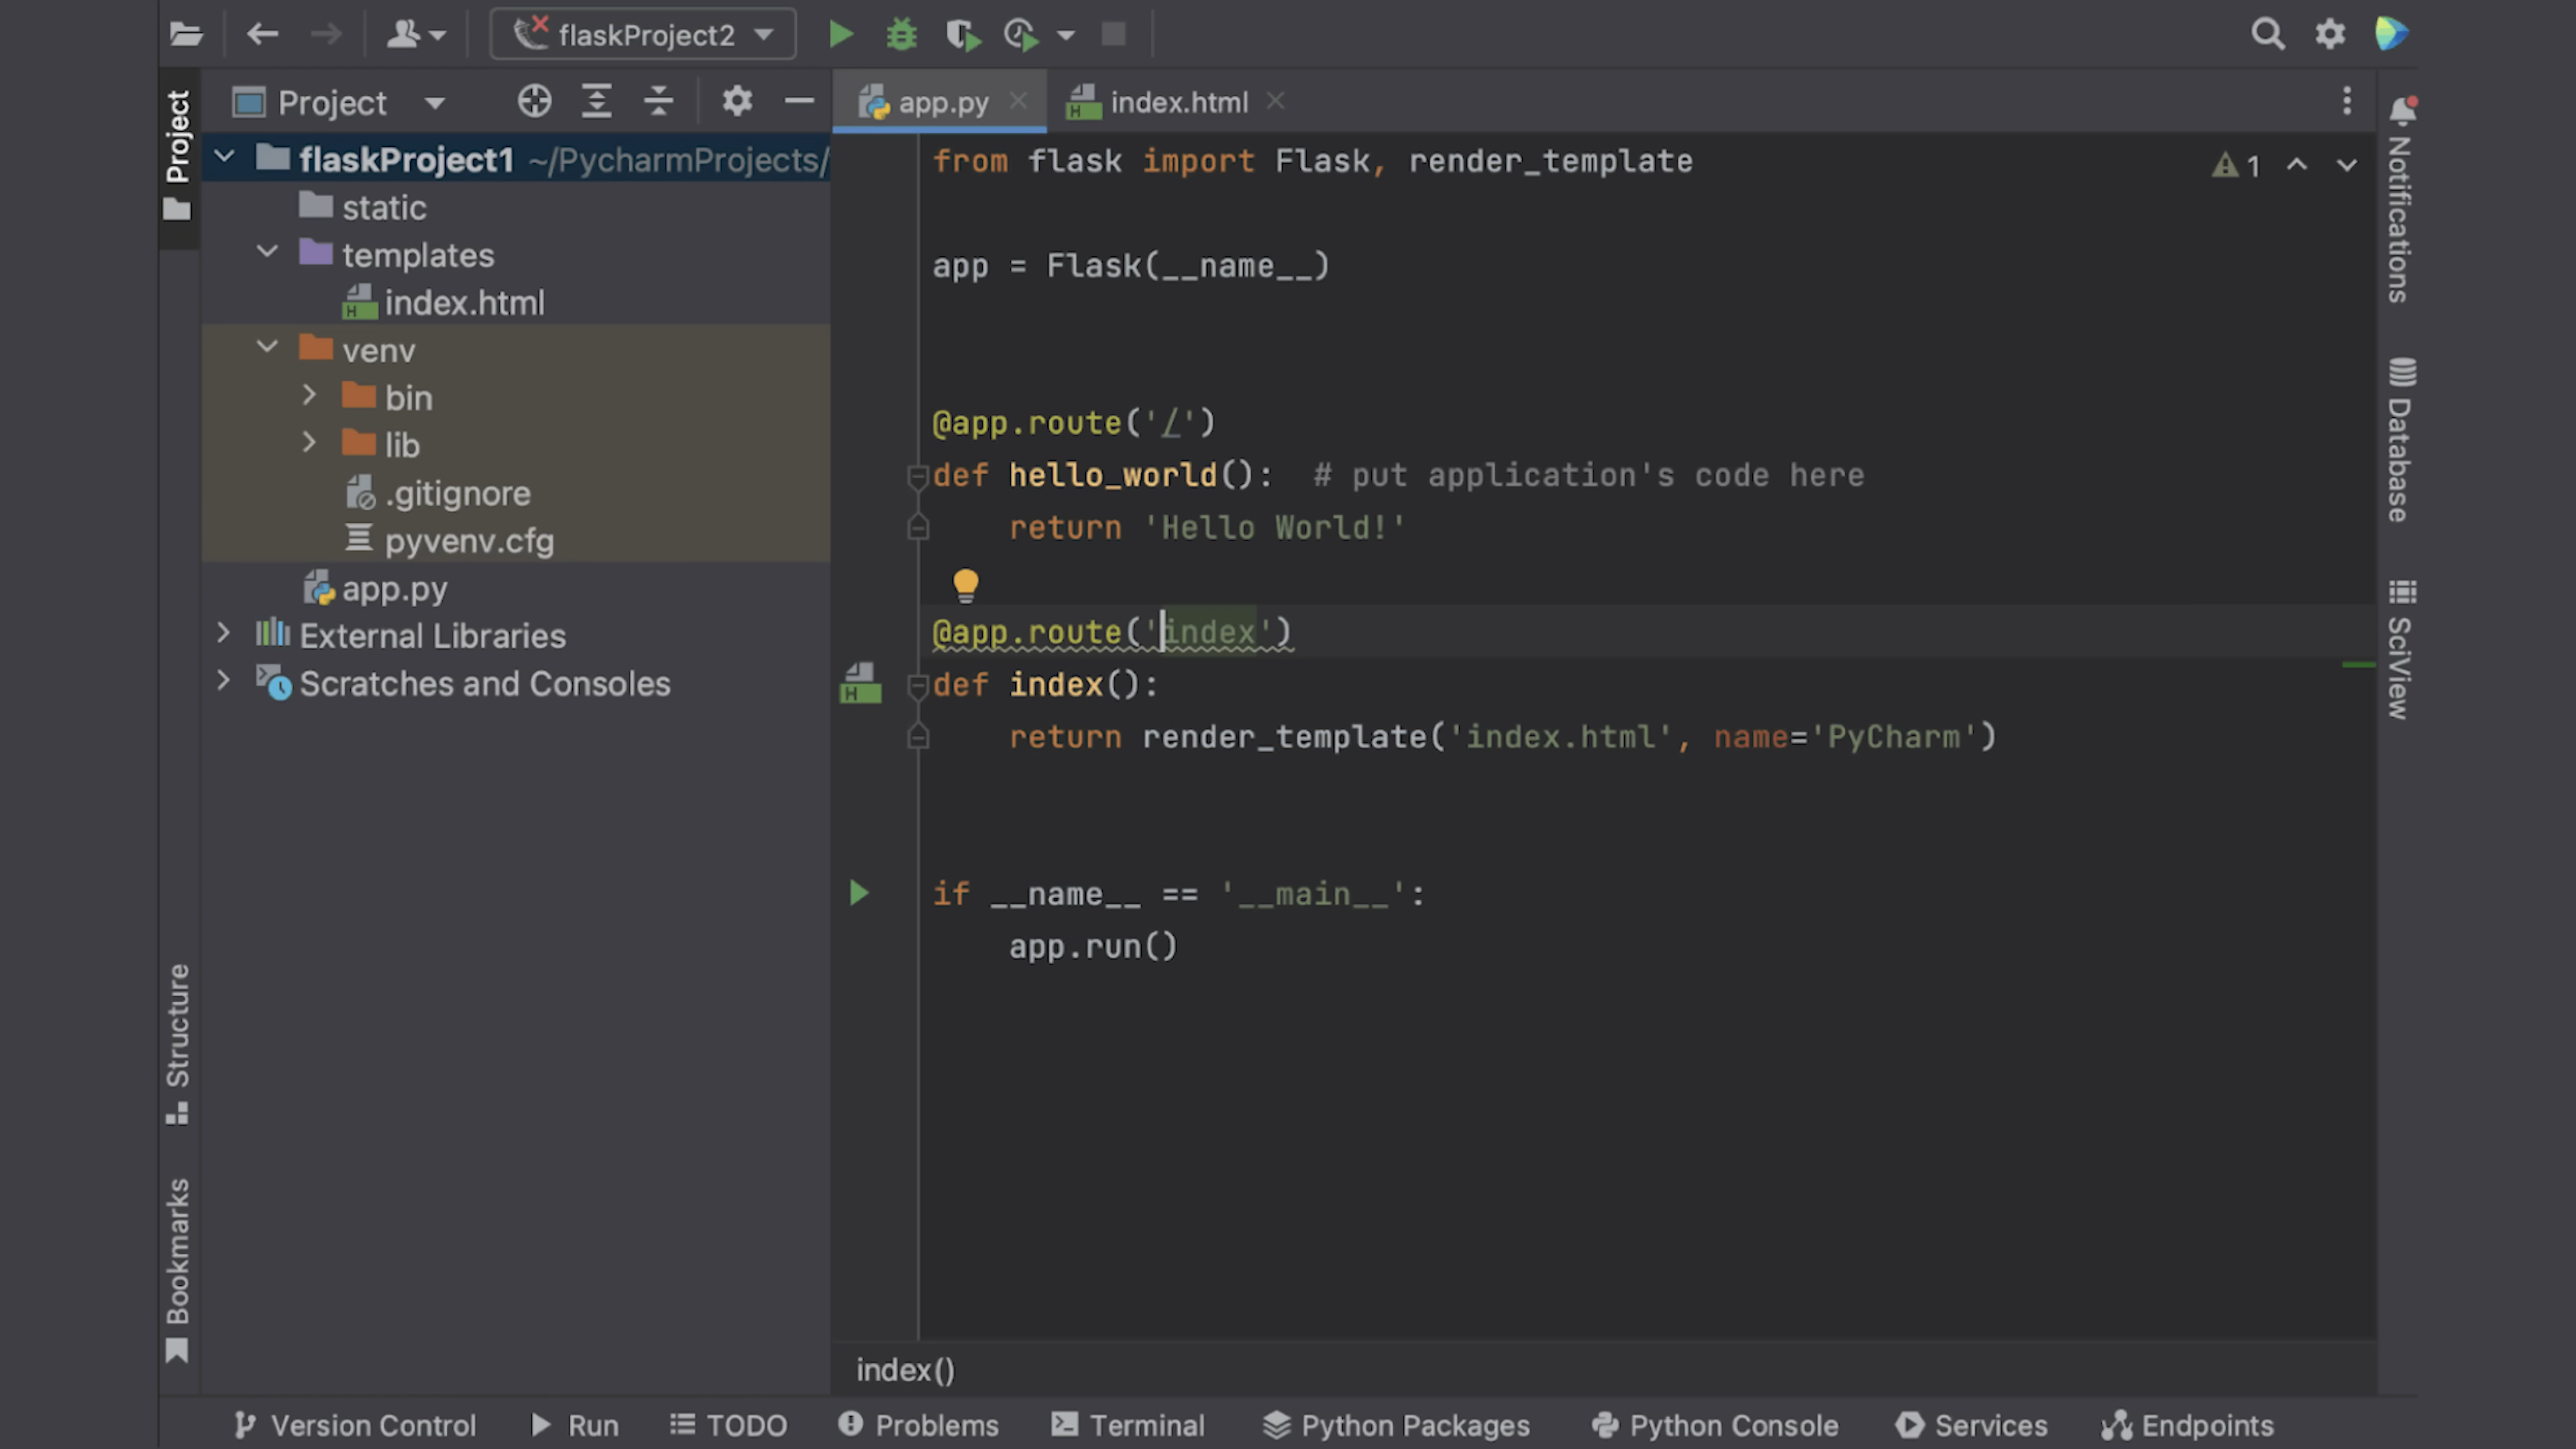 flaskProject2
Project
app.py
index.html
Project
flaskProject1 ~/PycharmProjects/
static
templates
index.html
venv
bin
lib
.gitignore
pyvenv.cfg
app.py
External Libraries
Scratches and Consoles
Structure
Bookmarks
from flask import Flask, render_template
1
app = Flask(__name__)
@app.route('/')
def hello_world():  # put application's code here
    return 'Hello World!'
@app.route('index')
def index():
    return render_template('index.html', name='PyCharm')
if __name__ == '__main__':
    app.run()
index()
Notifications
Database
SciView
Version Control
Run
TODO
Problems
Terminal
Python Packages
Python Console
Services
Endpoints